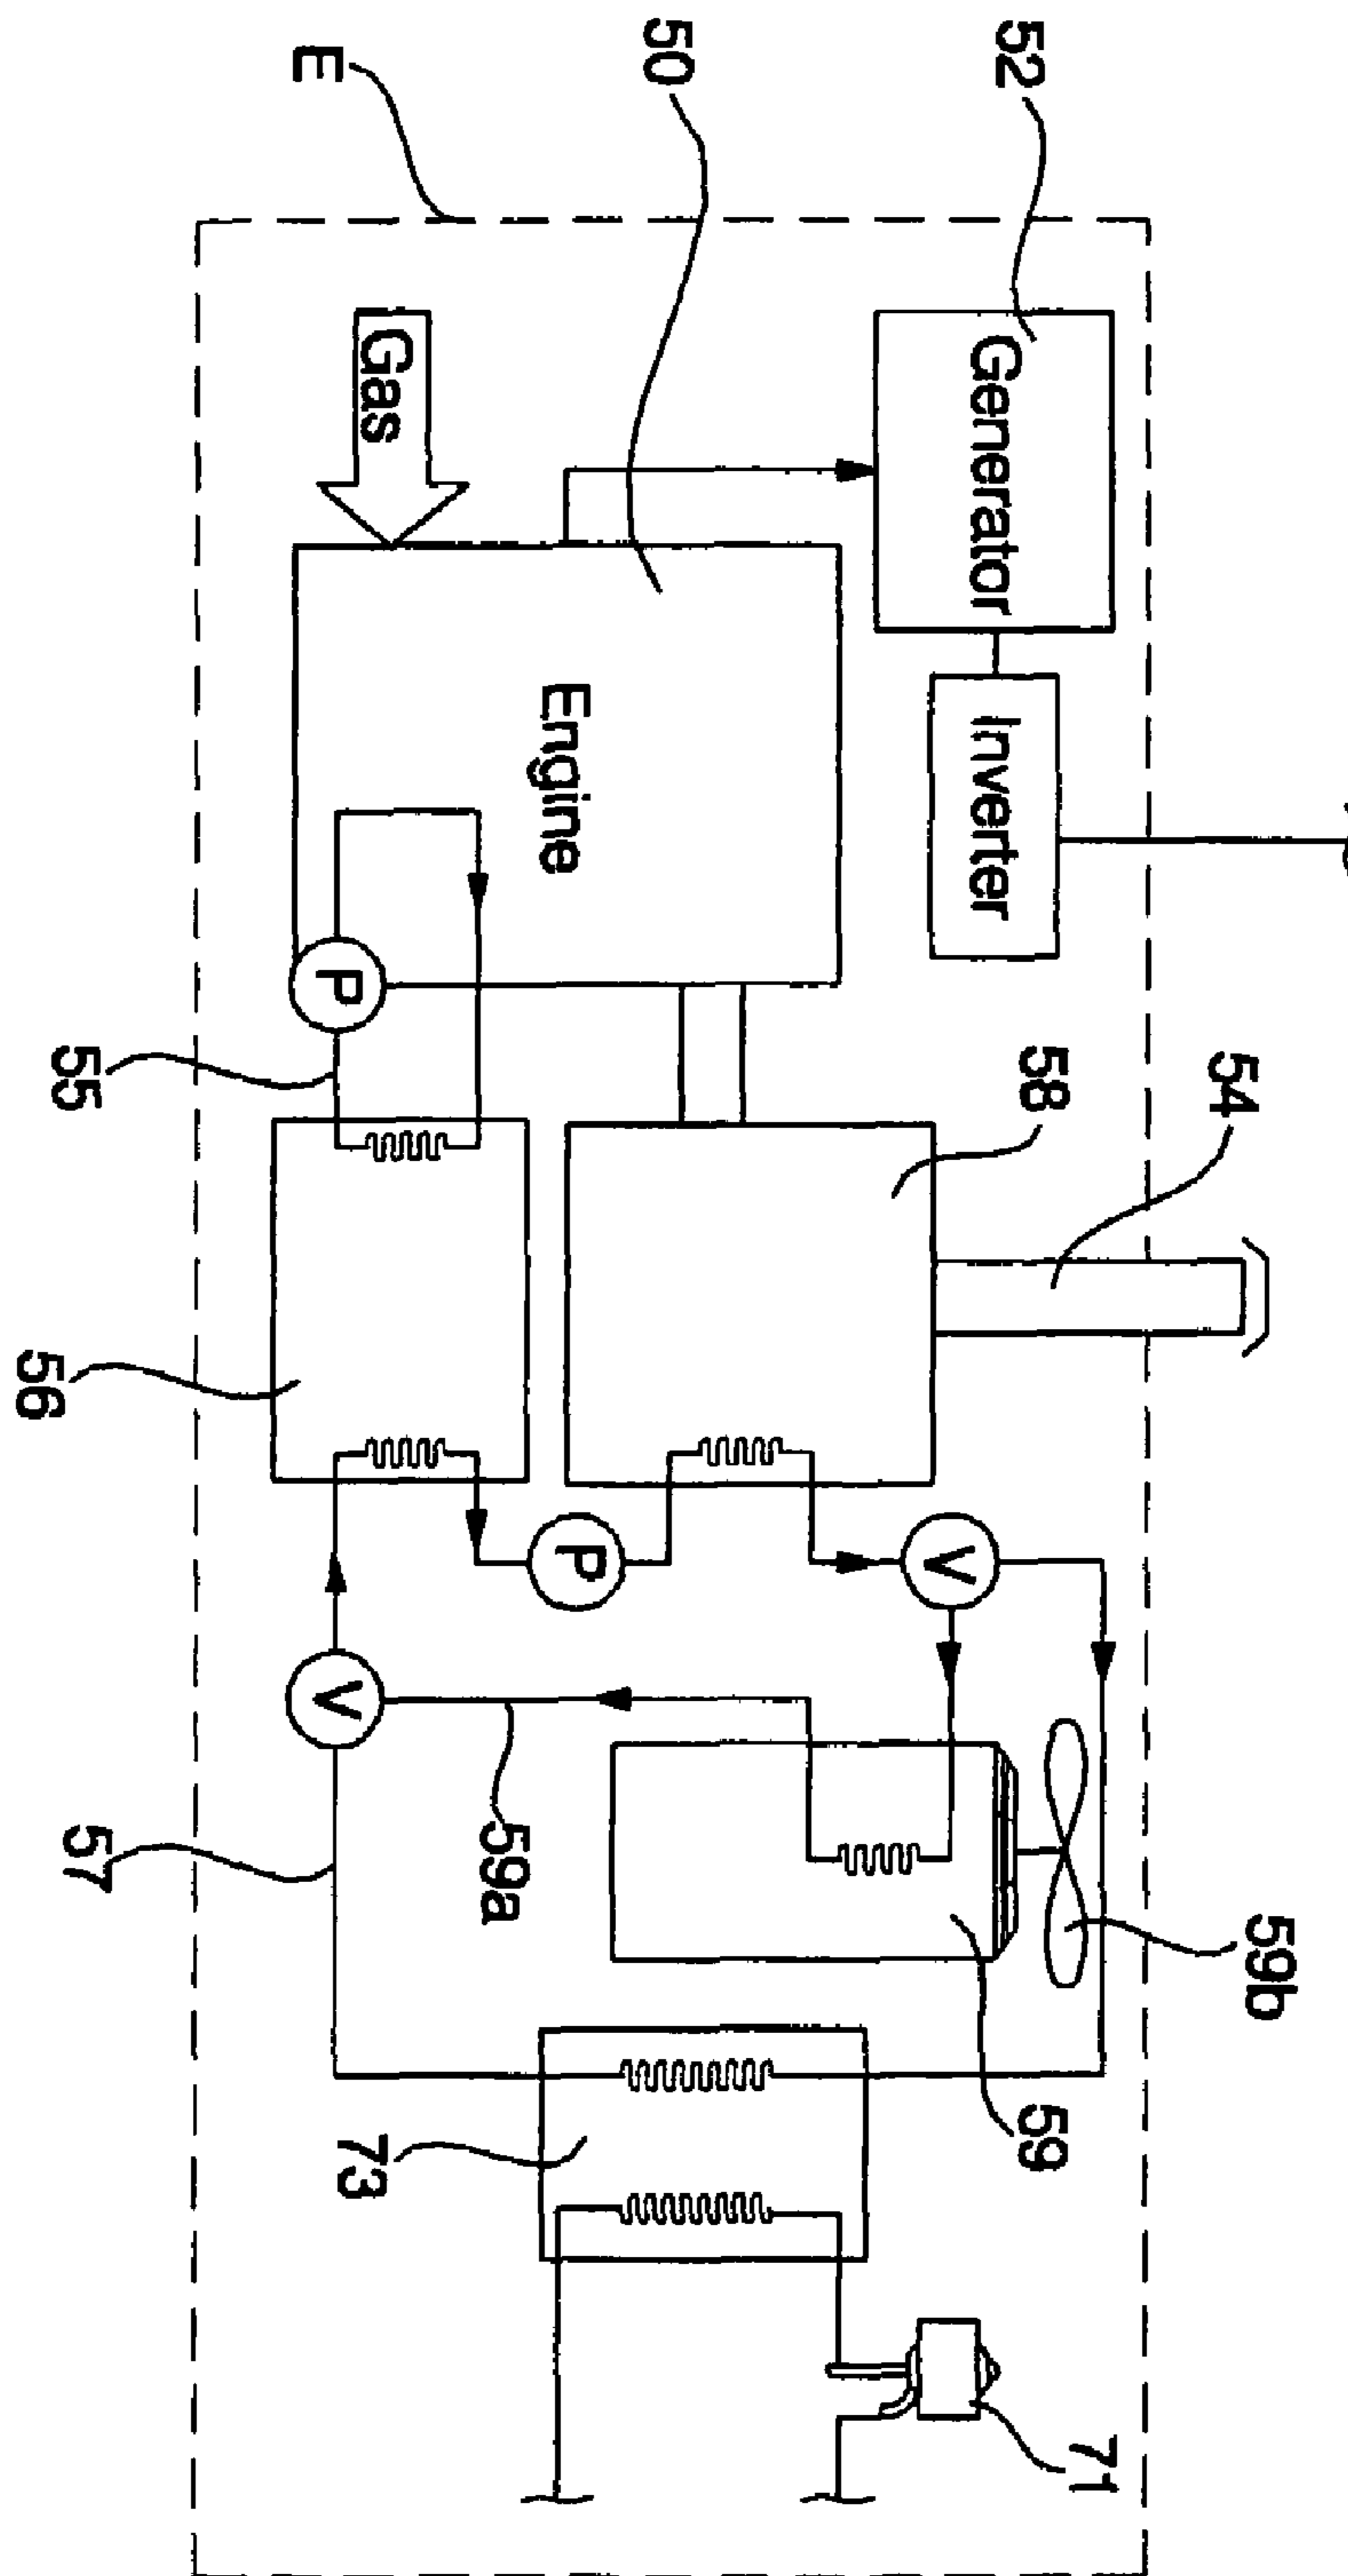 E
50
52
Gas
Generator
Engine
Inverter
P
55
58
54
56
P
V
V
57
59a
59b
59
73
71